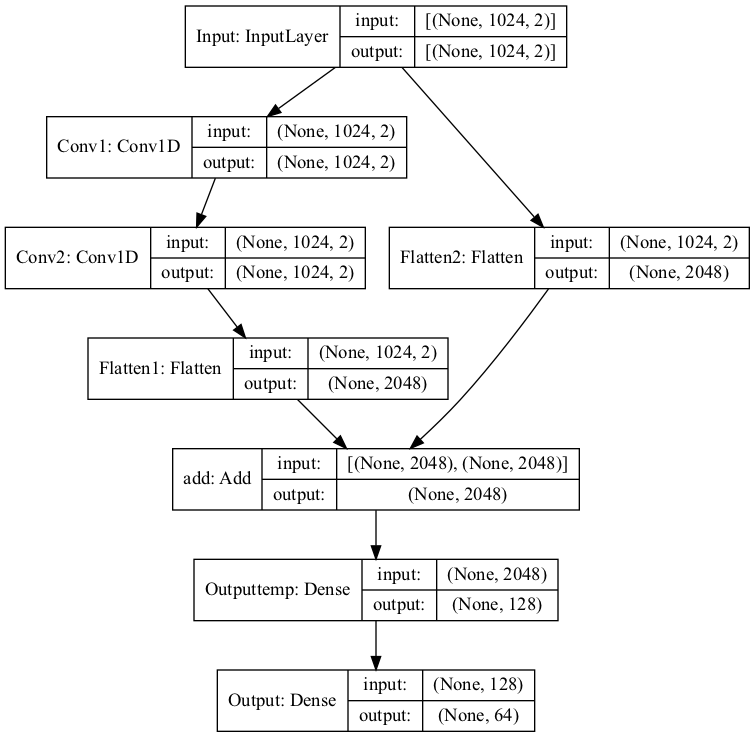 Input: InputLayer
input: [(None, 1024, 2)]
output: [(None, 1024, 2)]
Conv1: Conv1D
input: (None, 1024, 2)
output: (None, 1024, 2)
Conv2: Conv1D
input: (None, 1024, 2)
output: (None, 1024, 2)
Flatten2: Flatten
input: (None, 1024, 2)
output: (None, 2048)
Flatten1: Flatten
input: (None, 1024, 2)
output: (None, 2048)
add: Add
input: [(None, 2048), (None, 2048)]
output: (None, 2048)
Outputtemp: Dense
input: (None, 2048)
output: (None, 128)
Output: Dense
input: (None, 128)
output: (None, 64)